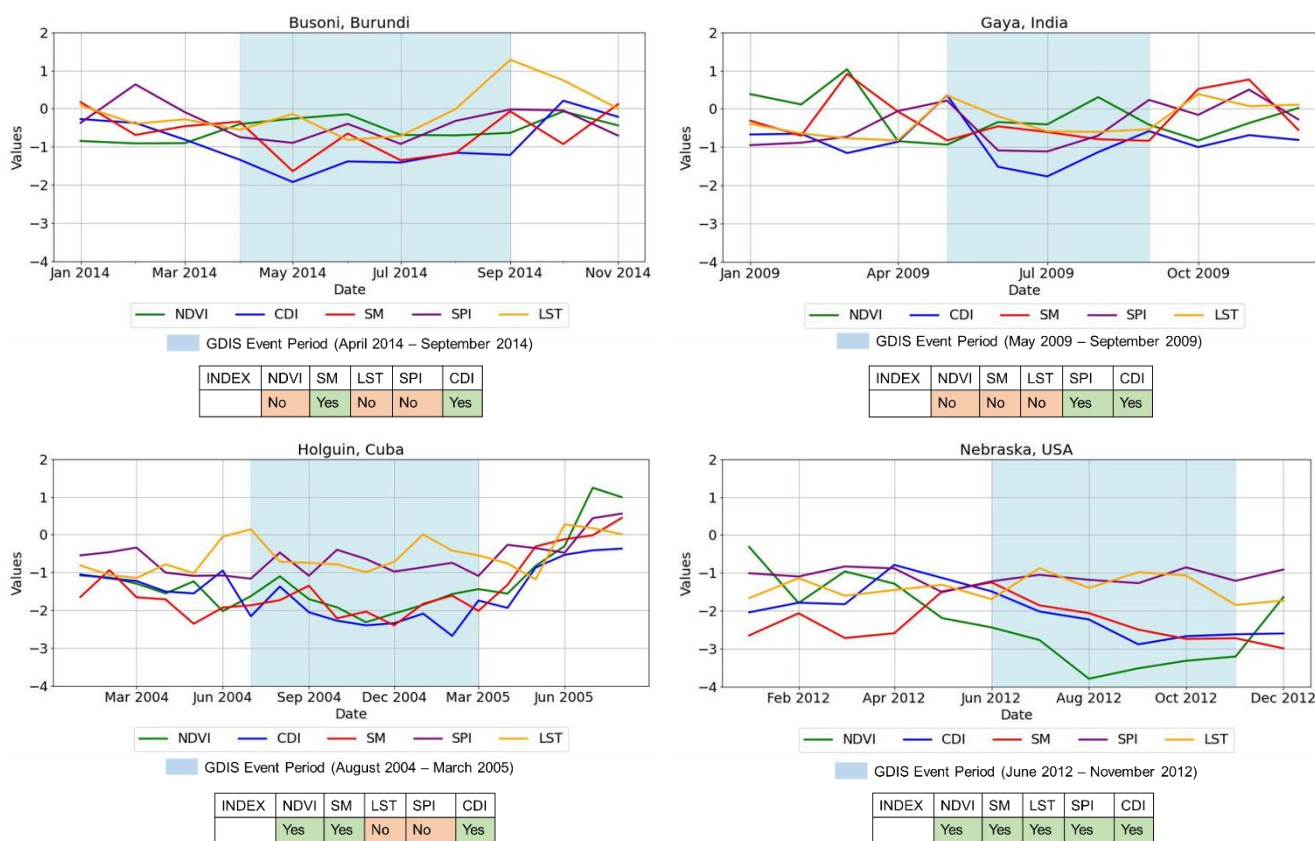 Busoni, Burundi
2
1
0
−1
−2
−3
−4
Values
Jan 2014 Mar 2014 May 2014 Jul 2014 Sep 2014 Nov 2014
Date
NDVI CDI SM SPI LST
GDIS Event Period (April 2014 – September 2014)
INDEX NDVI SM LST SPI CDI
No Yes No No Yes
Gaya, India
2
1
0
−1
−2
−3
−4
Values
Jan 2009 Apr 2009 Jul 2009 Oct 2009
Date
NDVI CDI SM SPI LST
GDIS Event Period (May 2009 – September 2009)
INDEX NDVI SM LST SPI CDI
No No No Yes Yes
Holguin, Cuba
2
1
0
−1
−2
−3
−4
Values
Mar 2004 Jun 2004 Sep 2004 Dec 2004 Mar 2005 Jun 2005
Date
NDVI CDI SM SPI LST
GDIS Event Period (August 2004 – March 2005)
INDEX NDVI SM LST SPI CDI
Yes Yes No No Yes
Nebraska, USA
2
1
0
−1
−2
−3
−4
Values
Feb 2012 Apr 2012 Jun 2012 Aug 2012 Oct 2012 Dec 2012
Date
NDVI CDI SM SPI LST
GDIS Event Period (June 2012 – November 2012)
INDEX NDVI SM LST SPI CDI
Yes Yes Yes Yes Yes